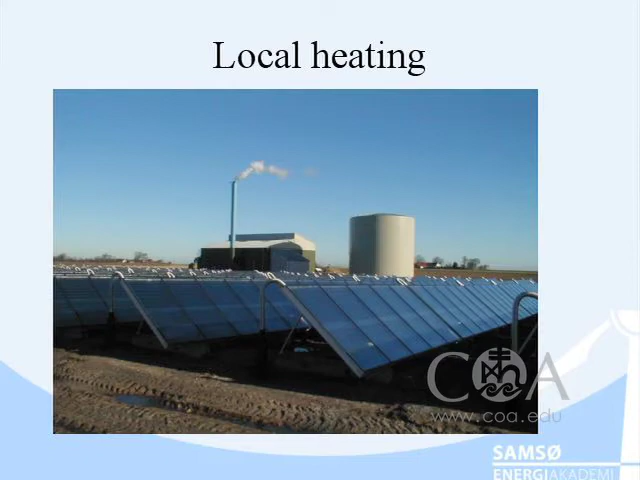 Local heating
COA
www.coa.edu
SAMSØ
ENERGIAKADEMI